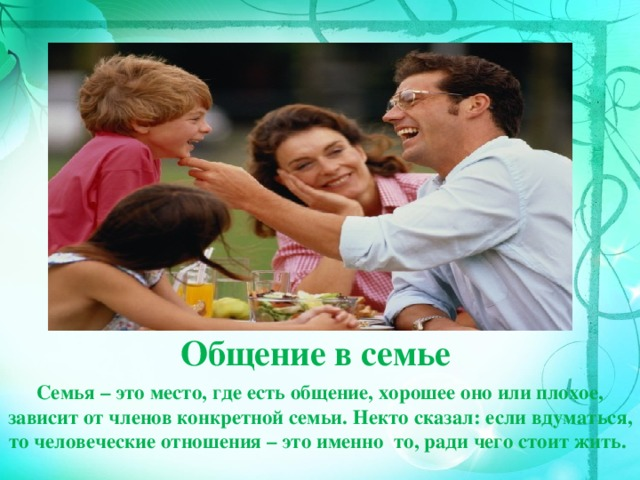 Общение в семье
Семья – это место, где есть общение, хорошее оно или плохое,
зависит от членов конкретной семьи. Некто сказал: если вдуматься,
то человеческие отношения – это именно  то, ради чего стоит жить.